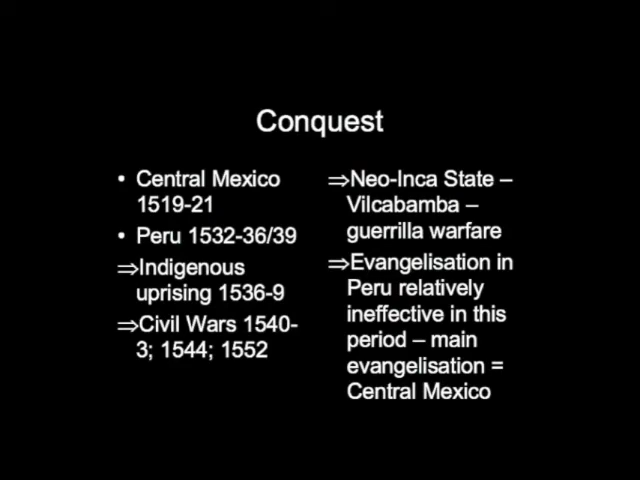 Conquest
• Central Mexico
1519-21
• Peru 1532-36/39
⇒Indigenous
uprising 1536-9
⇒Civil Wars 1540-
3; 1544; 1552
⇒Neo-Inca State –
Vilcabamba –
guerrilla warfare
⇒Evangelisation in
Peru relatively
ineffective in this
period – main
evangelisation =
Central Mexico